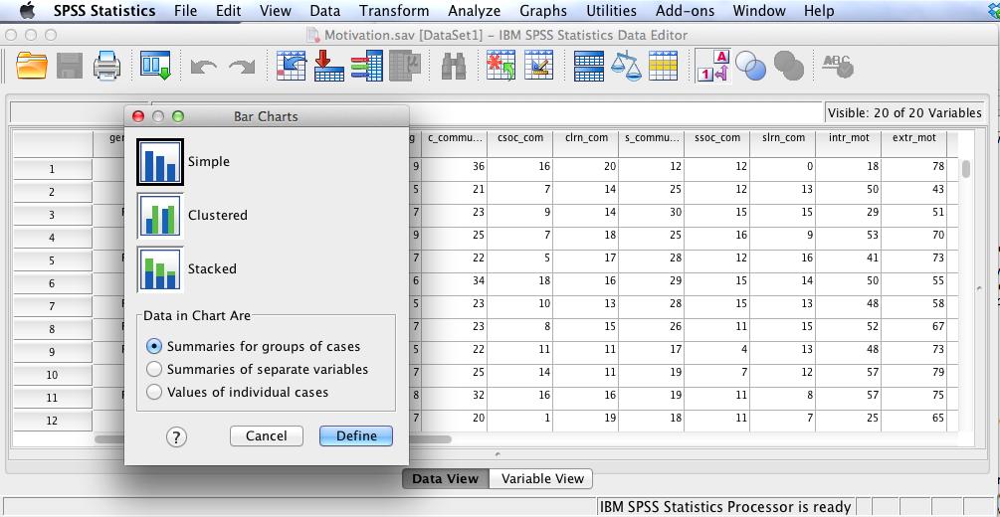 SPSS Statistics File Edit View Data Transform Analyze Graphs Utilities Add-ons Window Help
Motivation.sav [DataSet1] – IBM SPSS Statistics Data Editor
A
1
ABC
Visible: 20 of 20 Variables
Bar Charts
Simple
Clustered
Stacked
Data in Chart Are
Summaries for groups of cases
Summaries of separate variables
Values of individual cases
?
Cancel
Define
c_commu... csoc_com clrn_com s_commu... ssoc_com slrn_com intr_mot extr_mot
1 9 36 16 20 12 12 0 18 78
2 5 21 7 14 25 12 13 50 43
3 7 23 9 14 30 15 15 29 51
4 9 25 7 18 25 16 9 53 70
5 7 22 5 17 28 12 16 41 73
6 6 34 18 16 29 15 14 50 55
7 5 23 10 13 28 15 13 48 58
8 7 23 8 15 26 11 15 52 67
9 5 22 11 11 17 4 13 48 73
10 7 25 14 11 19 7 12 57 79
11 8 32 16 16 19 11 8 57 75
12 7 20 1 19 18 11 7 25 65
Data View Variable View
IBM SPSS Statistics Processor is ready